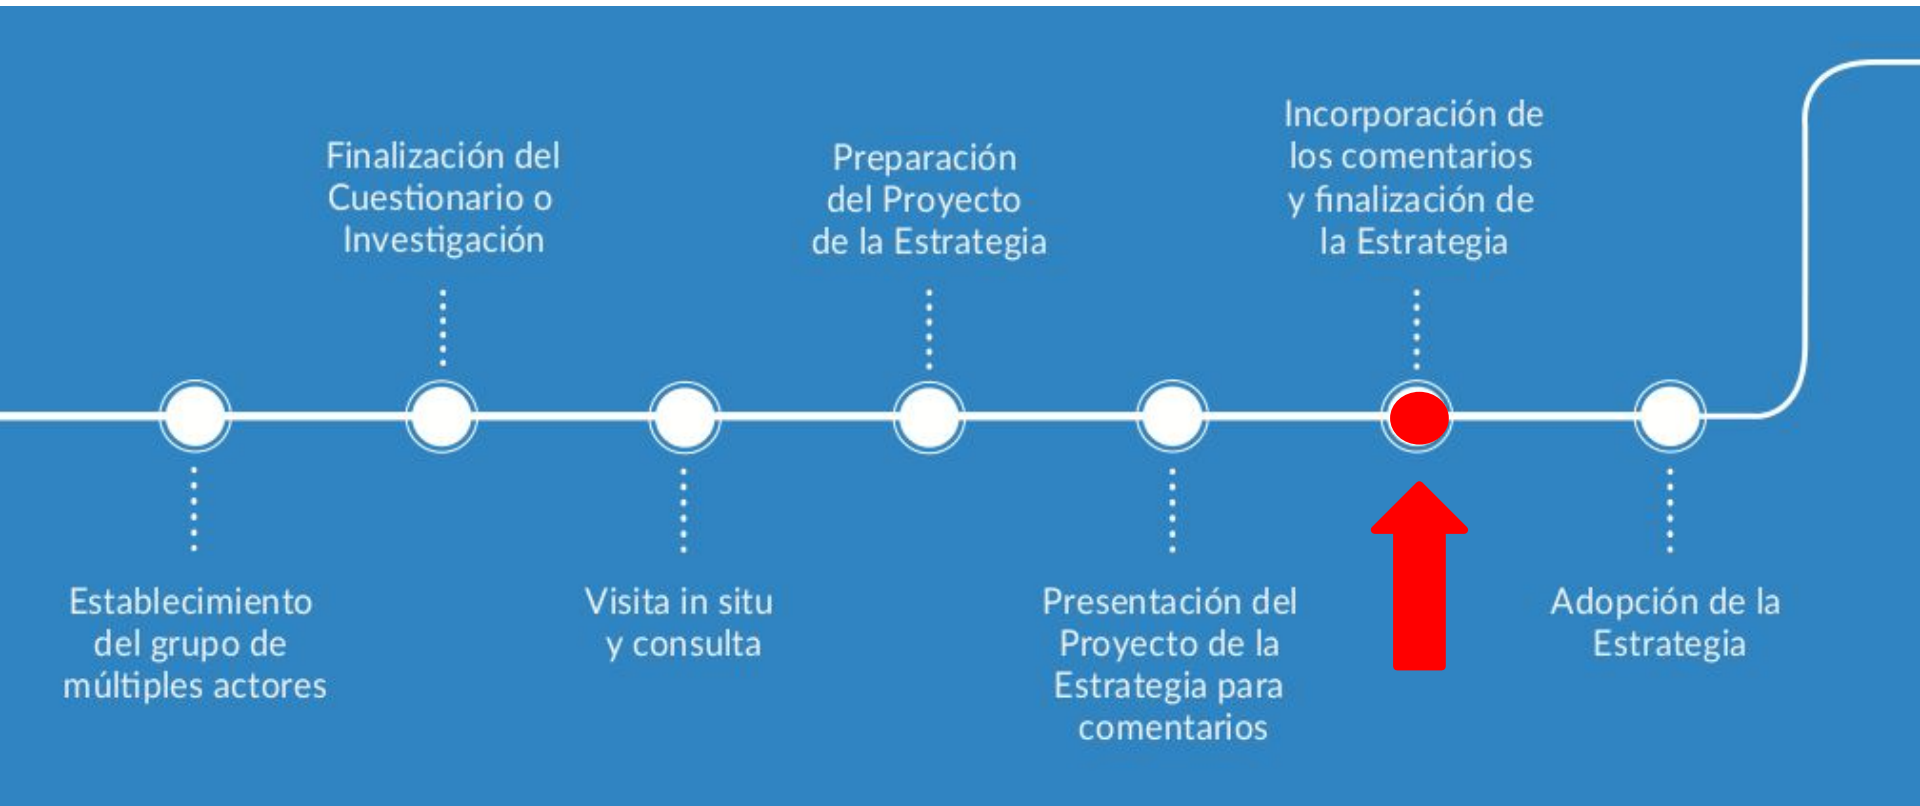 Establecimiento
del grupo de
múltiples actores
Finalización del
Cuestionario o
Investigación
Visita in situ
y consulta
Preparación
del Proyecto
de la Estrategia
Presentación del
Proyecto de la
Estrategia para
comentarios
Incorporación de
los comentarios
y finalización de
la Estrategia
Adopción de la
Estrategia